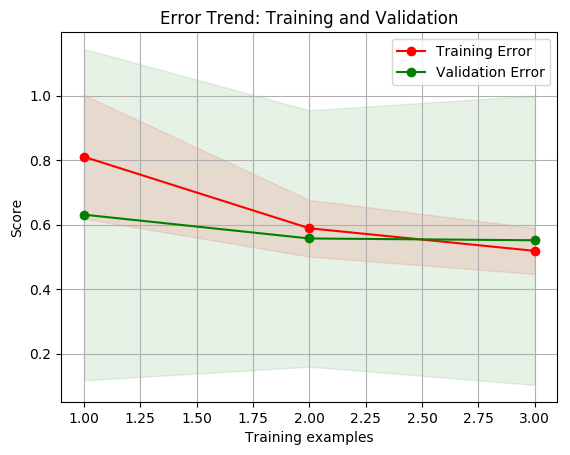 Error Trend: Training and Validation
Training Error
Validation Error
1.0
0.8
0.6
0.4
0.2
Score
1.00 1.25 1.50 1.75 2.00 2.25 2.50 2.75 3.00
Training examples